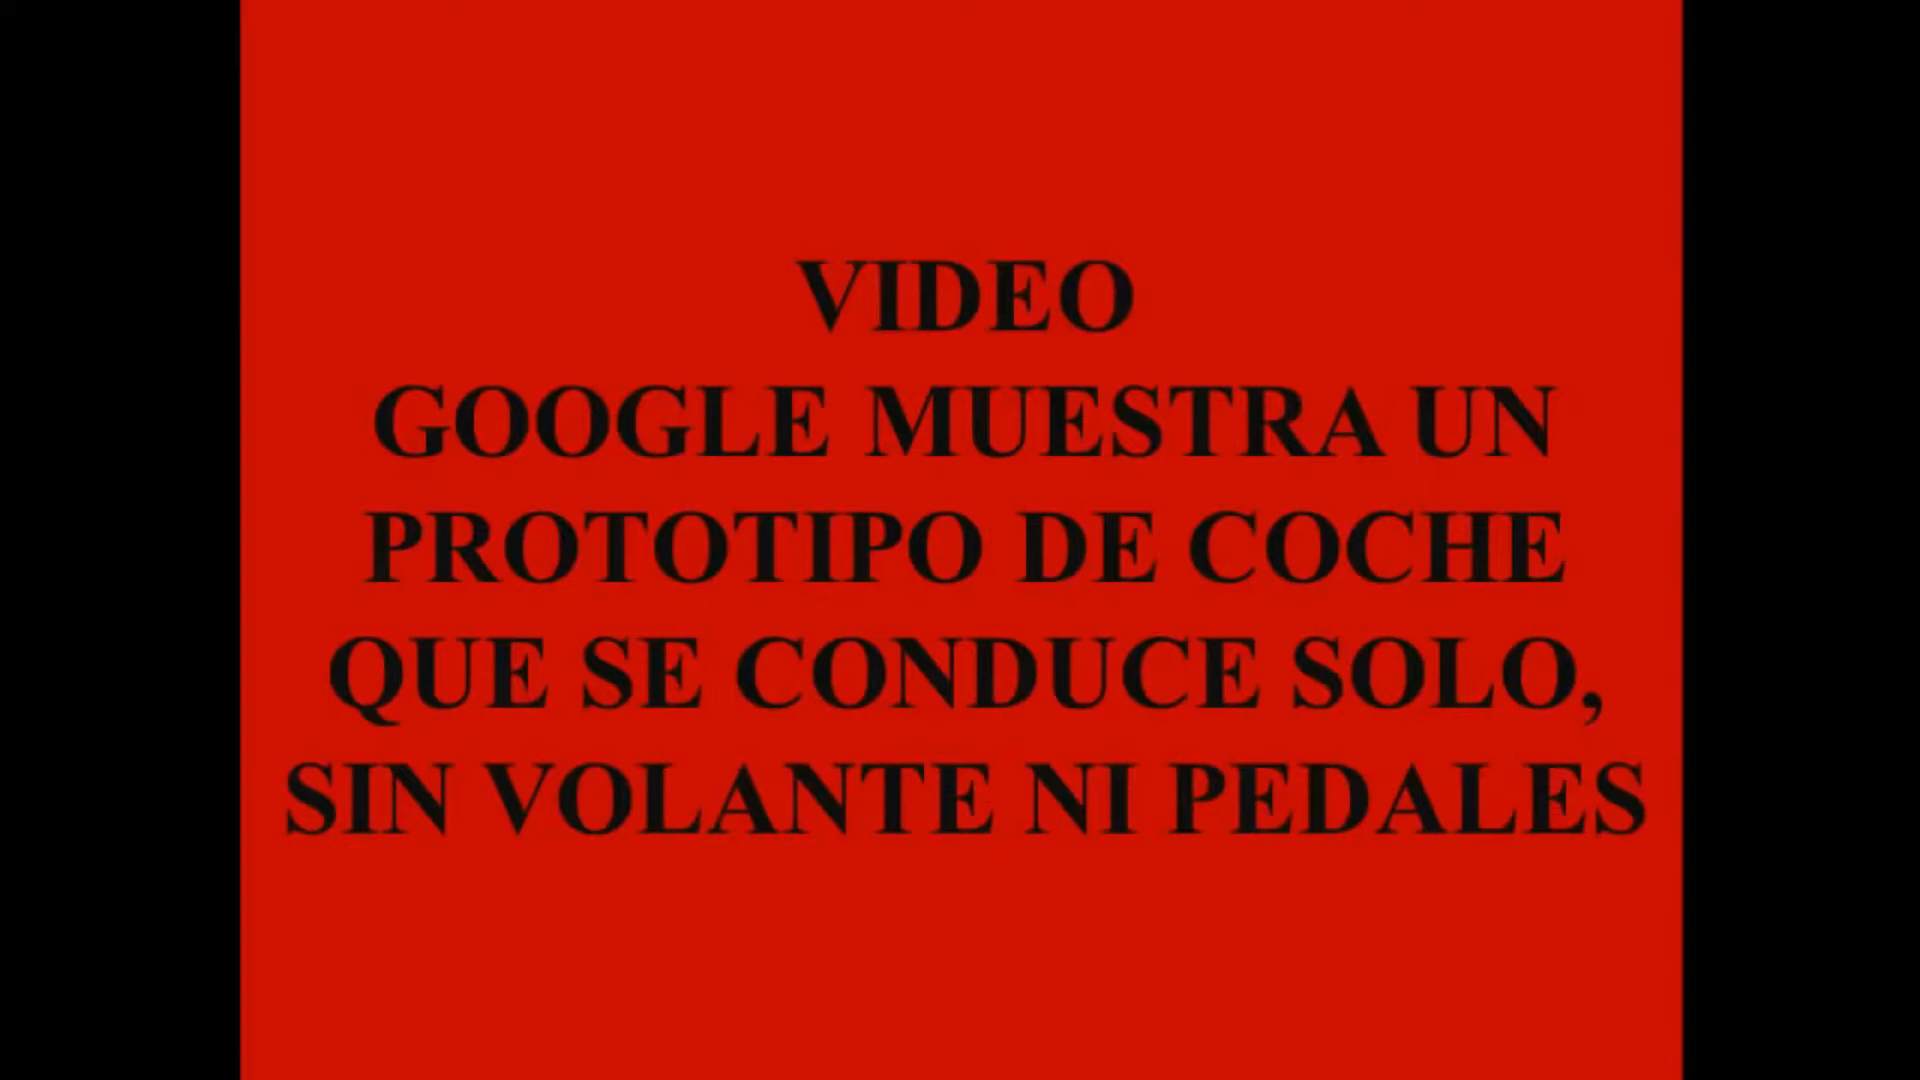 VIDEO
GOOGLE MUESTRA UN
PROTOTIPO DE COCHE
QUE SE CONDUCE SOLO,
SIN VOLANTE NI PEDALES